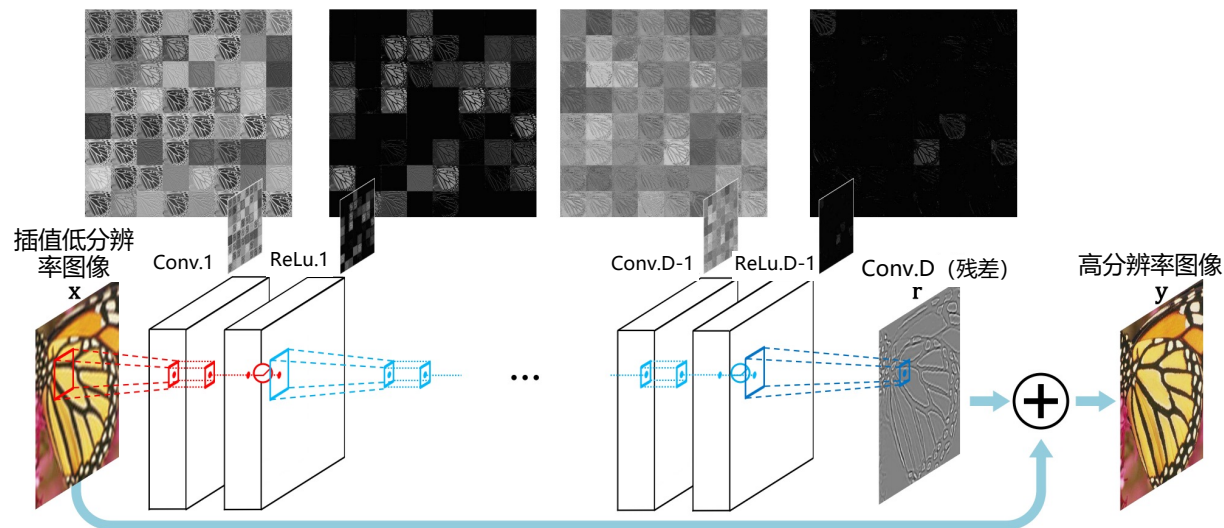 插值低分辨
率图像
x
Conv.1
ReLu.1
...
Conv.D-1
ReLu.D-1
Conv.D（残差）
r
高分辨率图像
y